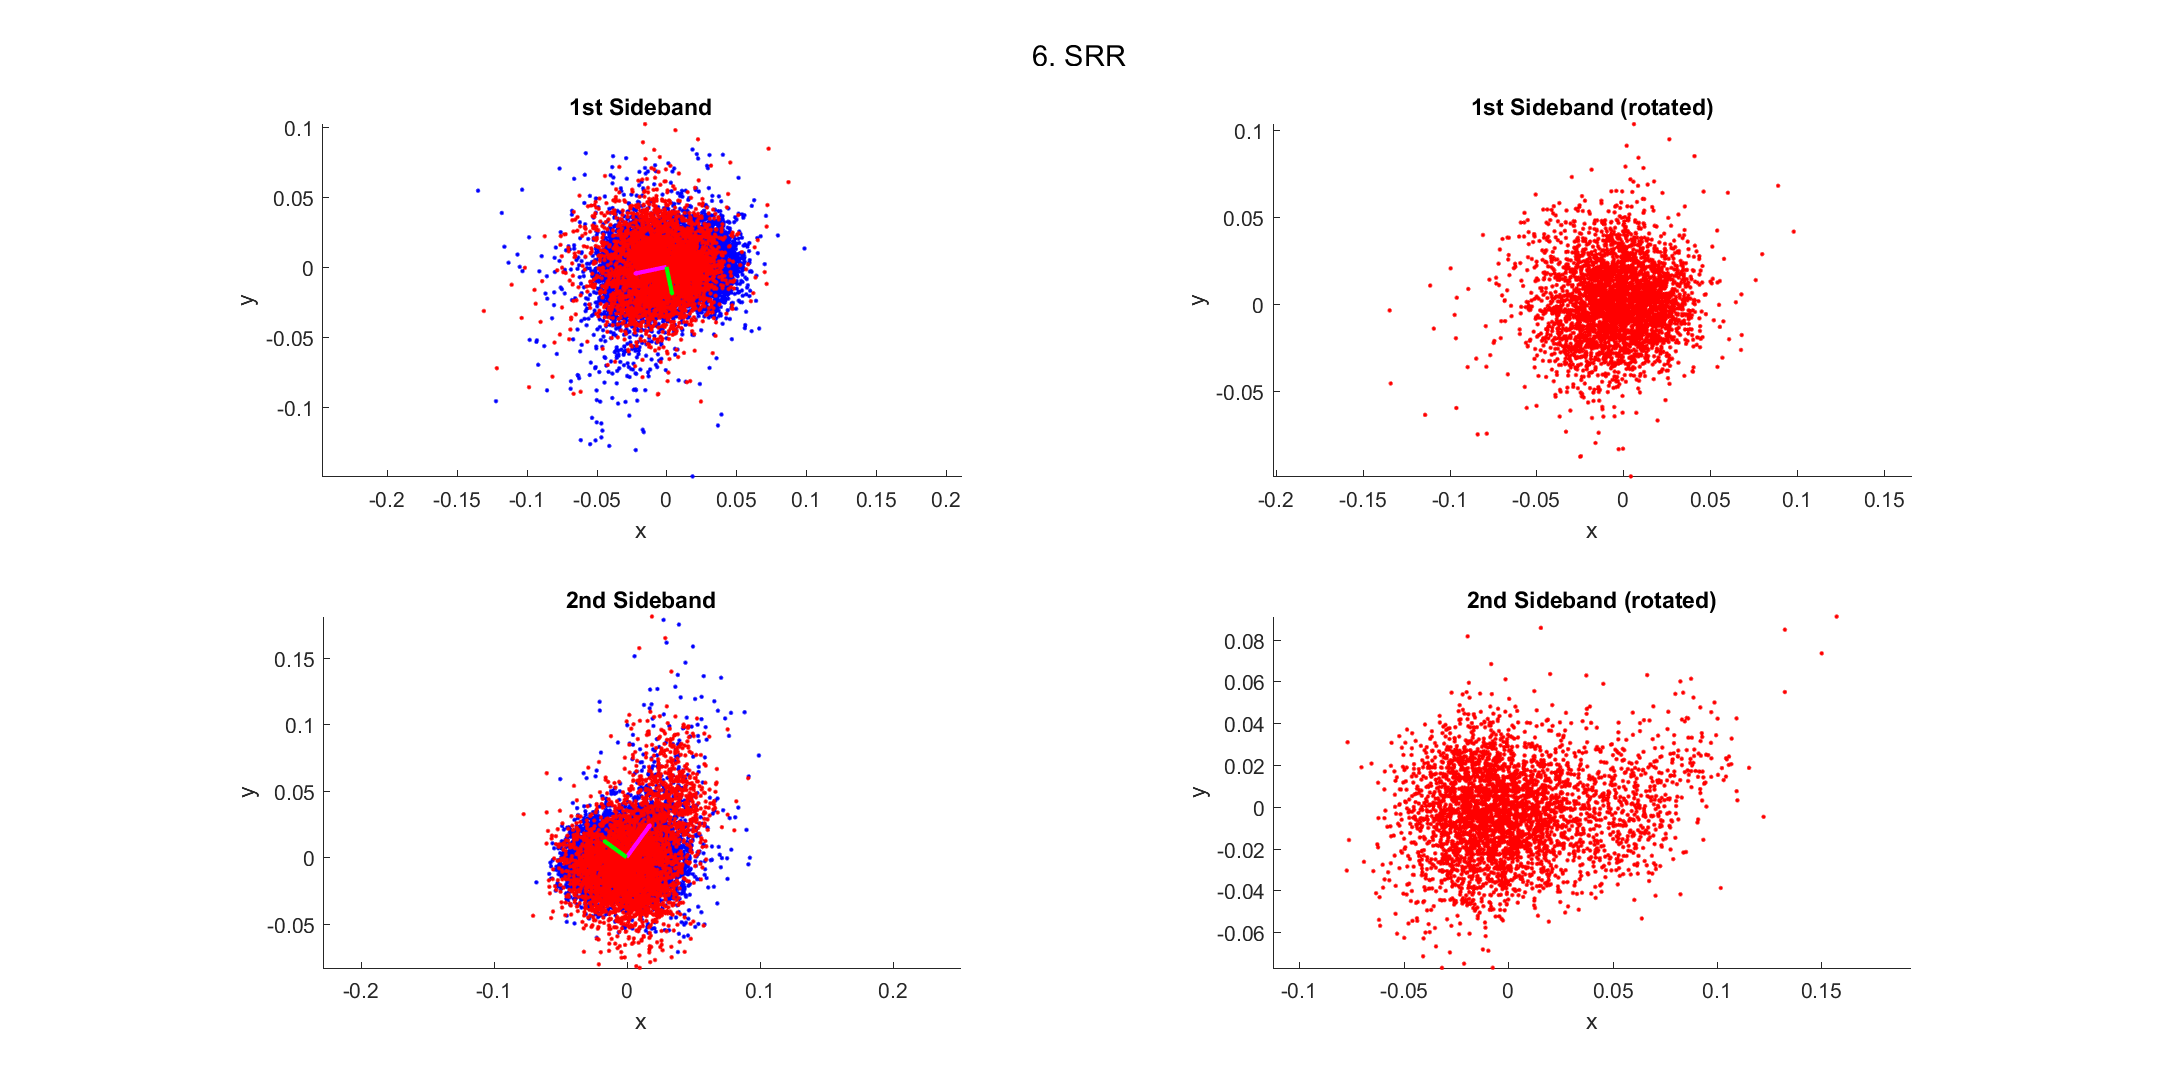 6. SRR
1st Sideband
0.1
0.05
0
-0.05
-0.1
y
-0.2 -0.15 -0.1 -0.05 0 0.05 0.1 0.15 0.2
x
1st Sideband (rotated)
0.1
0.05
0
-0.05
y
-0.2 -0.15 -0.1 -0.05 0 0.05 0.1 0.15
x
2nd Sideband
0.15
0.1
0.05
0
-0.05
y
-0.2 -0.1 0 0.1 0.2
x
2nd Sideband (rotated)
0.08
0.06
0.04
0.02
0
-0.02
-0.04
-0.06
y
-0.1 -0.05 0 0.05 0.1 0.15
x